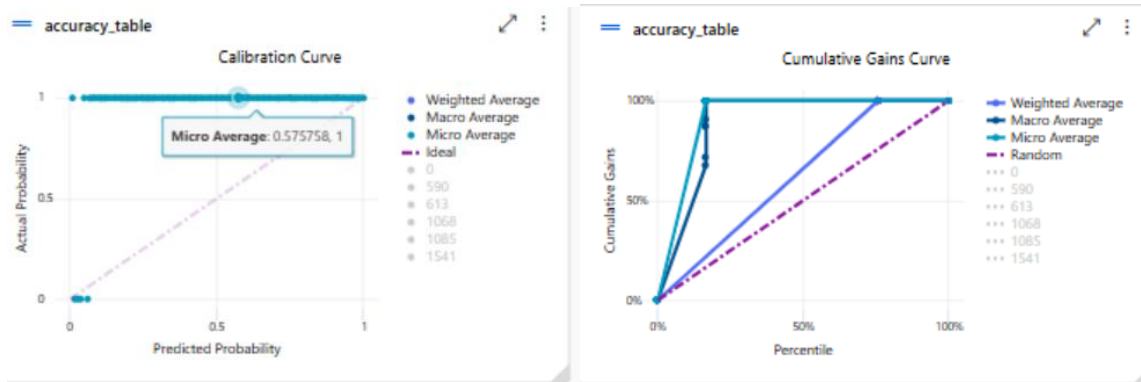 accuracy_table
Calibration Curve
1
0.5
0
Actual Probability
0
0.5
1
Predicted Probability
Micro Average: 0.575758, 1
Weighted Average
Macro Average
Micro Average
Ideal
0
590
613
1068
1085
1541
accuracy_table
Cumulative Gains Curve
100%
50%
0%
Cumulative Gains
0%
50%
100%
Percentile
Weighted Average
Macro Average
Micro Average
Random
0
590
613
1068
1085
1541